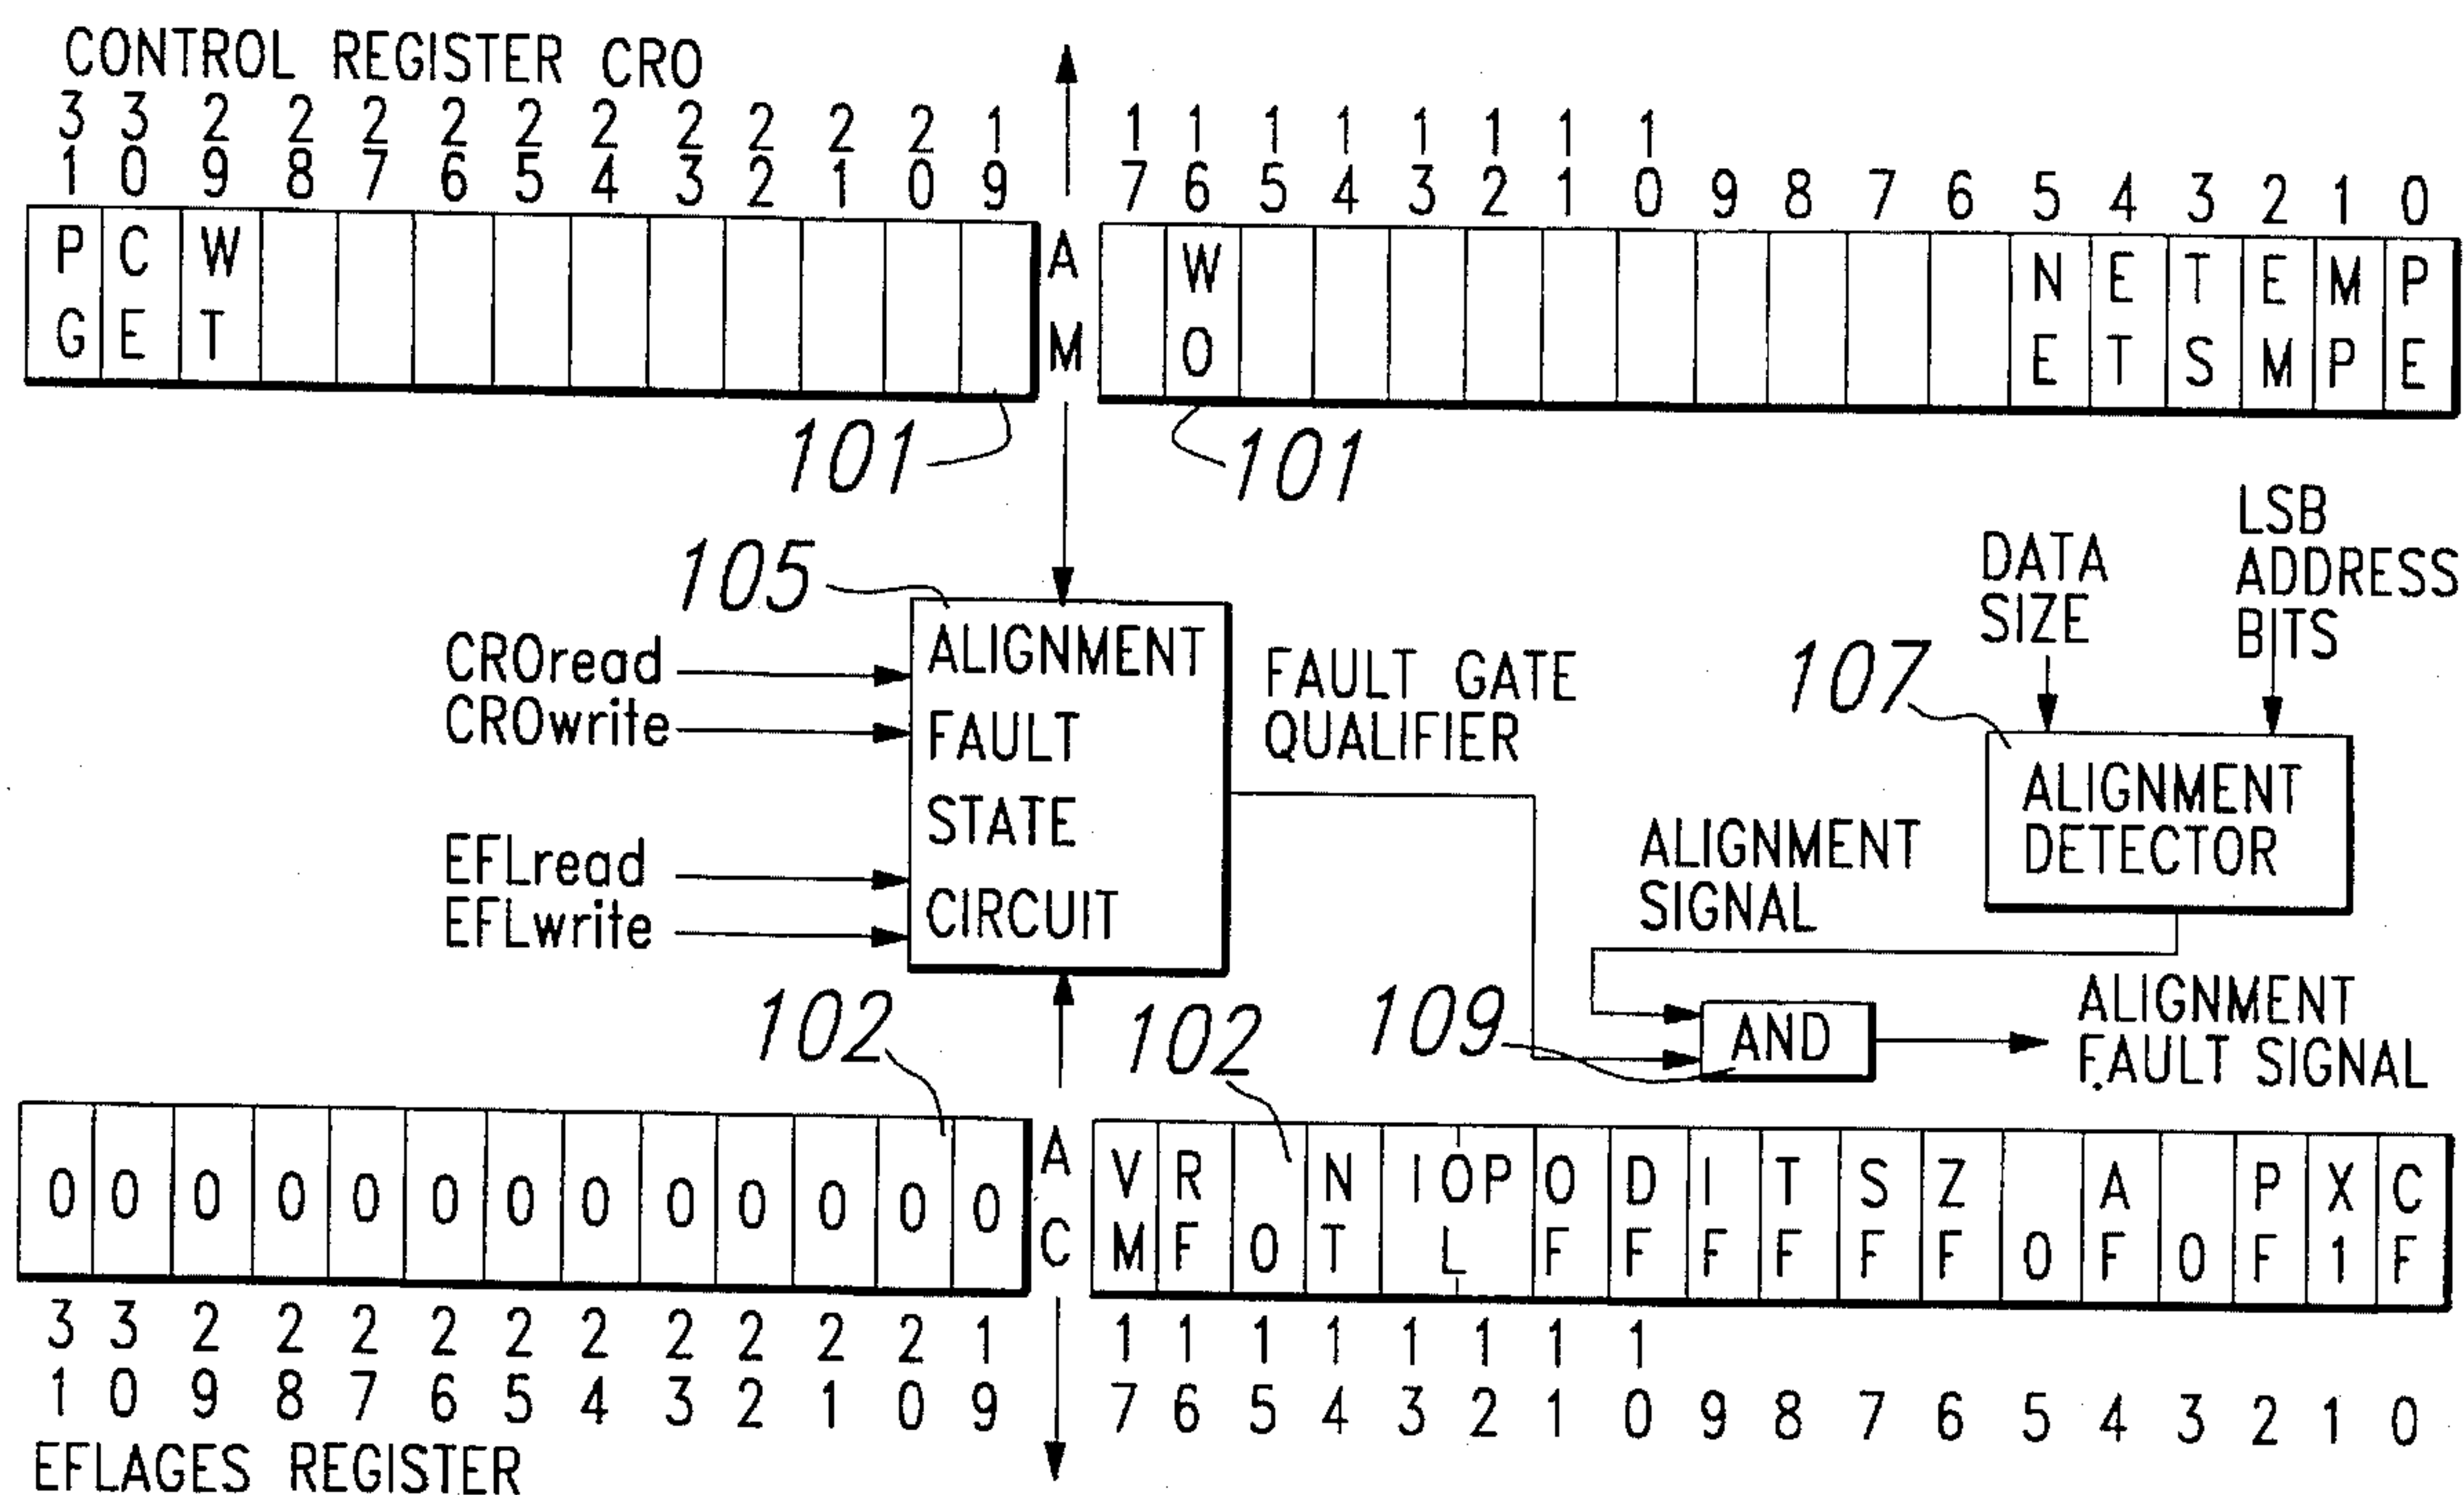 CONTROL REGISTER CRO
3 3 2 2 2 2 2 2 2 2 2 2 1 1 1 1 1 1 1 1 1
1 0 9 8 7 6 5 4 3 2 1 0 9 7 6 5 4 3 2 1 0 9 8 7 6 5 4 3 2 1 0
P C W A W N E T E M P
G E T M O E T S M P E
101
101
105
ALIGNMENT
FAULT
STATE
CIRCUIT
CROread
CROwrite
EFLread
EFLwrite
FAULT GATE
QUALIFIER
DATA
SIZE
LSB
ADDRESS
BITS
107
ALIGNMENT
DETECTOR
ALIGNMENT
SIGNAL
102
102
109
AND
ALIGNMENT
FAULT SIGNAL
0 0 0 0 0 0 0 0 0 0 0 0 0
A V R N I O P O D I T S Z A P X C
C M F 0 T L F F F F F F 0 F 0 F 1 F
3 3 2 2 2 2 2 2 2 2 2 2 1 1 1 1 1 1 1 1 1
1 0 9 8 7 6 5 4 3 2 1 0 9 7 6 5 4 3 2 1 0 9 8 7 6 5 4 3 2 1 0
EFLAGES REGISTER